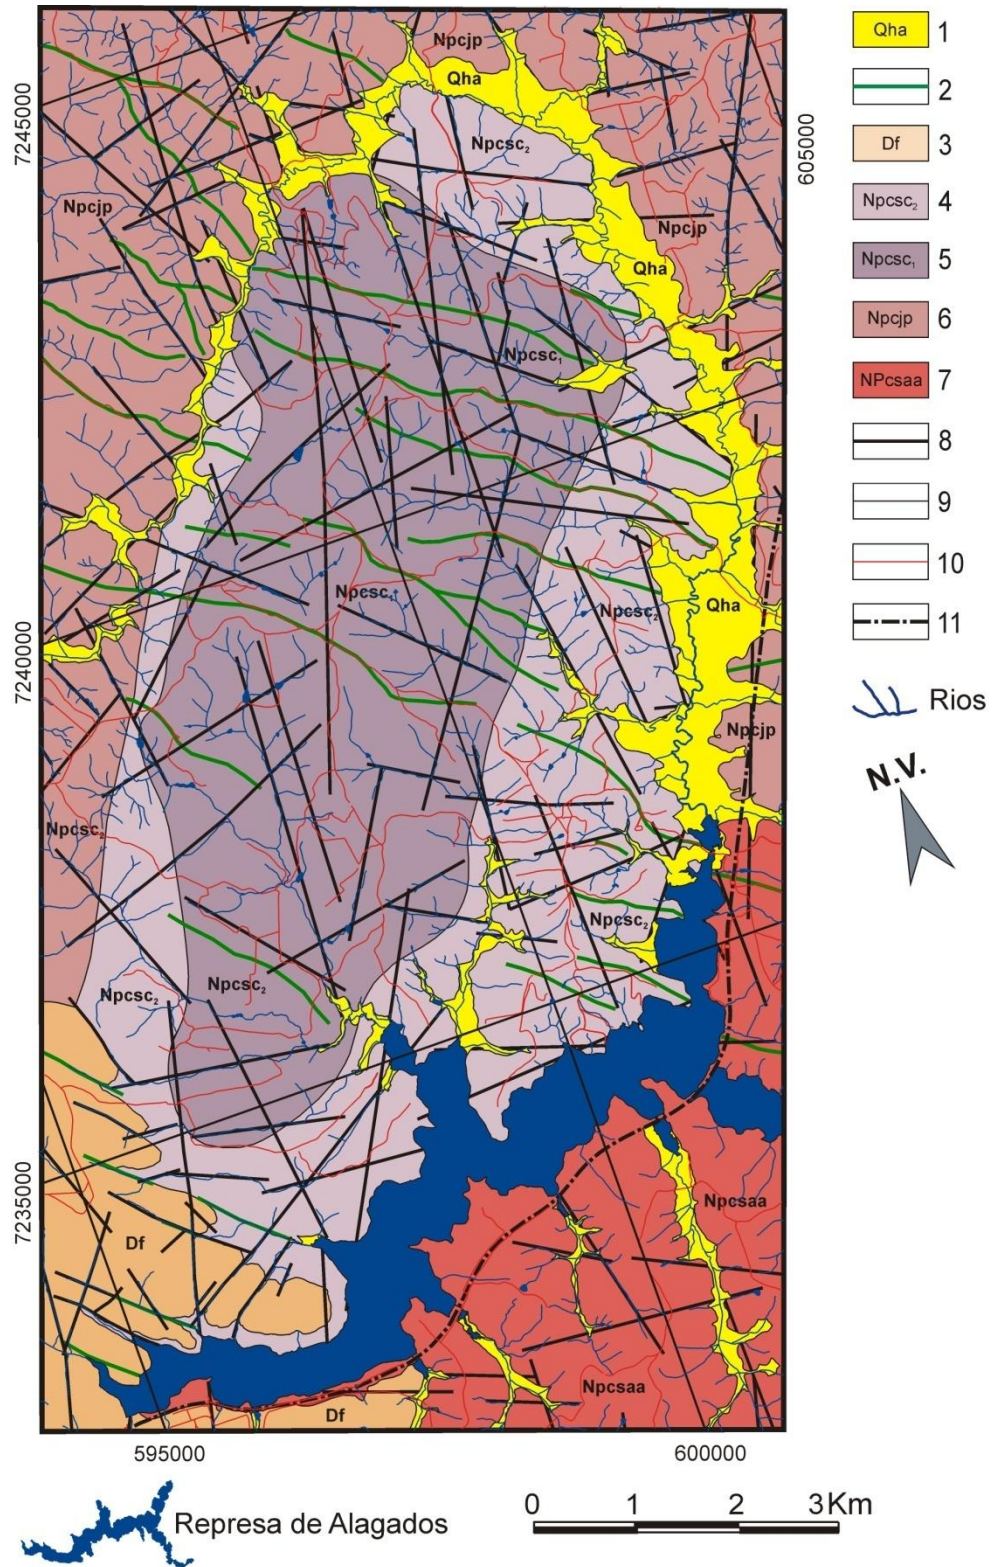 Npcjp
Qha
Qha
7245000
605000
Npcsc₂
Npcjp
Npcjp
Qha
Npcsc₁
Npcsc₁
Npcsc₂
Qha
7240000
Npcjp
Npcsc₂
Npcsc₂
Npcsc₂
Npcsc₂
Npcsaa
7235000
Df
Npcsaa
Df
595000
600000
Qha 1
2
Df 3
Npcsc₂ 4
Npcsc₁ 5
Npcjp 6
NPcsaa 7
8
9
10
11
Rios
N.V.
Represa de Alagados
0 1 2 3Km